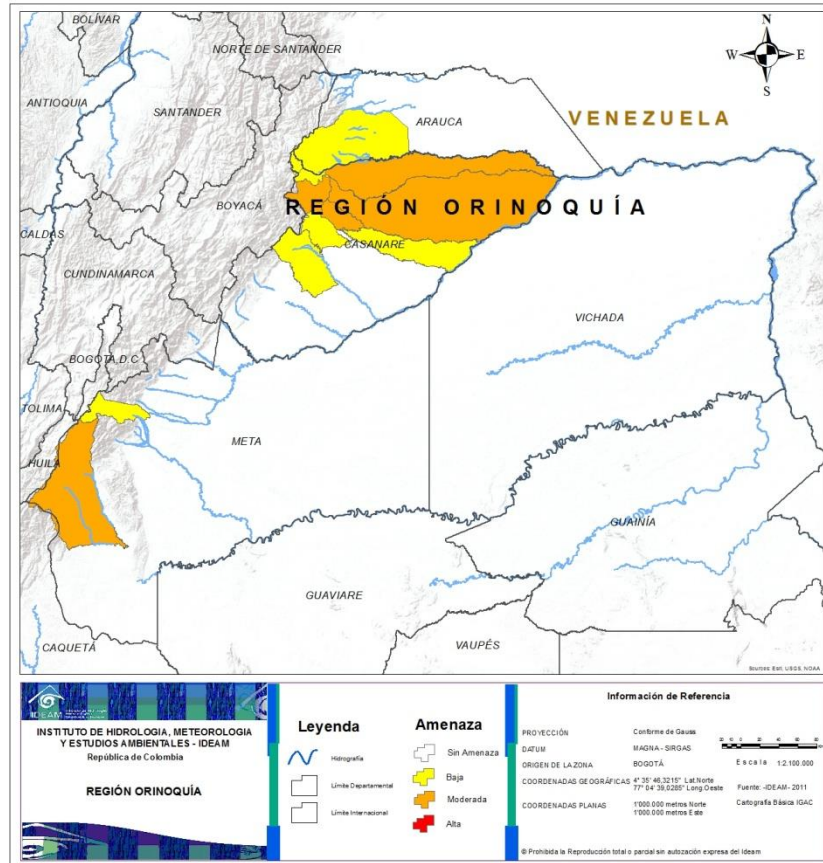 BOLÍVAR
N
W E
S
NORTE DE SANTANDER
ANTIOQUIA
SANTANDER
ARAUCA
VENEZUELA
BOYACÁ
REGIÓN ORINOQUÍA
CALDAS
CASANARE
CUNDINAMARCA
VICHADA
BOGOTA D.C
TOLIMA
META
HUILA
GUAINÍA
GUAVIARE
CAQUETÁ
VAUPÉS
Sources: Esri, USGS, NOAA
IDEAM
INSTITUTO DE HIDROLOGIA, METEOROLOGIA
Y ESTUDIOS AMBIENTALES - IDEAM
República de Colombia
REGIÓN ORINOQUÍA
Leyenda
Hidrografía
Límite Departamental
Límite Internacional
Amenaza
Sin Amenaza
Baja
Moderada
Alta
Información de Referencia
PROYECCIÓN Conforme de Gauss
DATUM MAGNA - SIRGAS
ORIGEN DE LA ZONA BOGOTÁ
COORDENADAS GEOGRÁFICAS 4° 35' 46,3215" Lat.Norte
77° 04' 39,0285" Long.Oeste
COORDENADAS PLANAS 1'000.000 metros Norte
1'000.000 metros Este
Escala 1:2.100.000
Fuente: -IDEAM- 2011
Cartografía Básica IGAC
© Prohibida la Reproducción total o parcial sin autozación expresa del Ideam